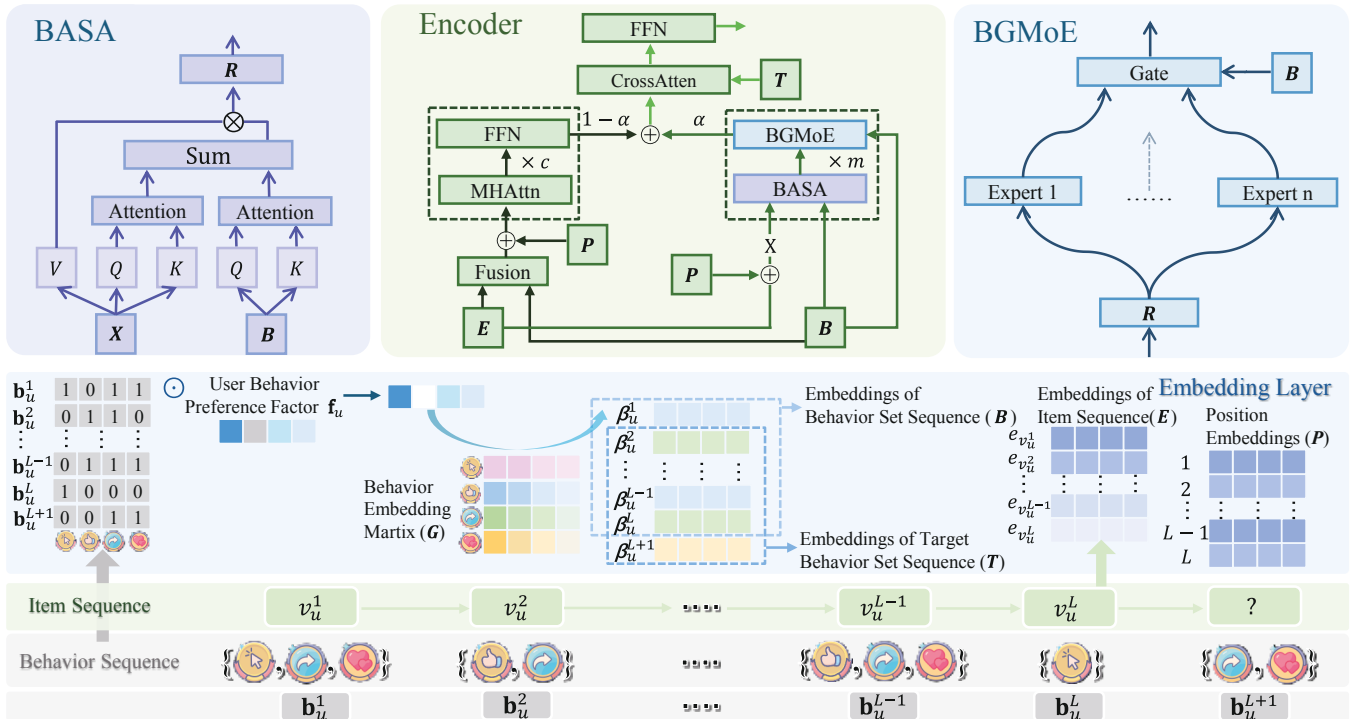 BASA
R
Sum
Attention Attention
V Q K Q K
X B
Encoder
FFN
CrossAtten T
FFN 1 − α α BGMoE
× c × m
MHAttn BASA
P X
Fusion P
E B
BGMoE
Gate B
Expert 1 ...... Expert n
R
Embedding Layer
b_u^1 1 0 1 1
b_u^2 0 1 1 0
b_u^{L-1} 0 1 1 1
b_u^L 1 0 0 0
b_u^{L+1} 0 0 1 1
User Behavior
Preference Factor f_u
Behavior
Embedding
Martix (G)
β_u^1
β_u^2
β_u^{L-1}
β_u^L
β_u^{L+1}
Embeddings of
Behavior Set Sequence (B)
Embeddings of Target
Behavior Set Sequence (T)
Embeddings of
Item Sequence(E)
e_{v_u^1}
e_{v_u^2}
e_{v_u^{L-1}}
e_{v_u^L}
Position
Embeddings (P)
1
2
L − 1
L
Item Sequence v_u^1 v_u^2 .... v_u^{L-1} v_u^L ?
Behavior Sequence { , , } { , } .... { , , } { } { , }
b_u^1 b_u^2 .... b_u^{L-1} b_u^L b_u^{L+1}